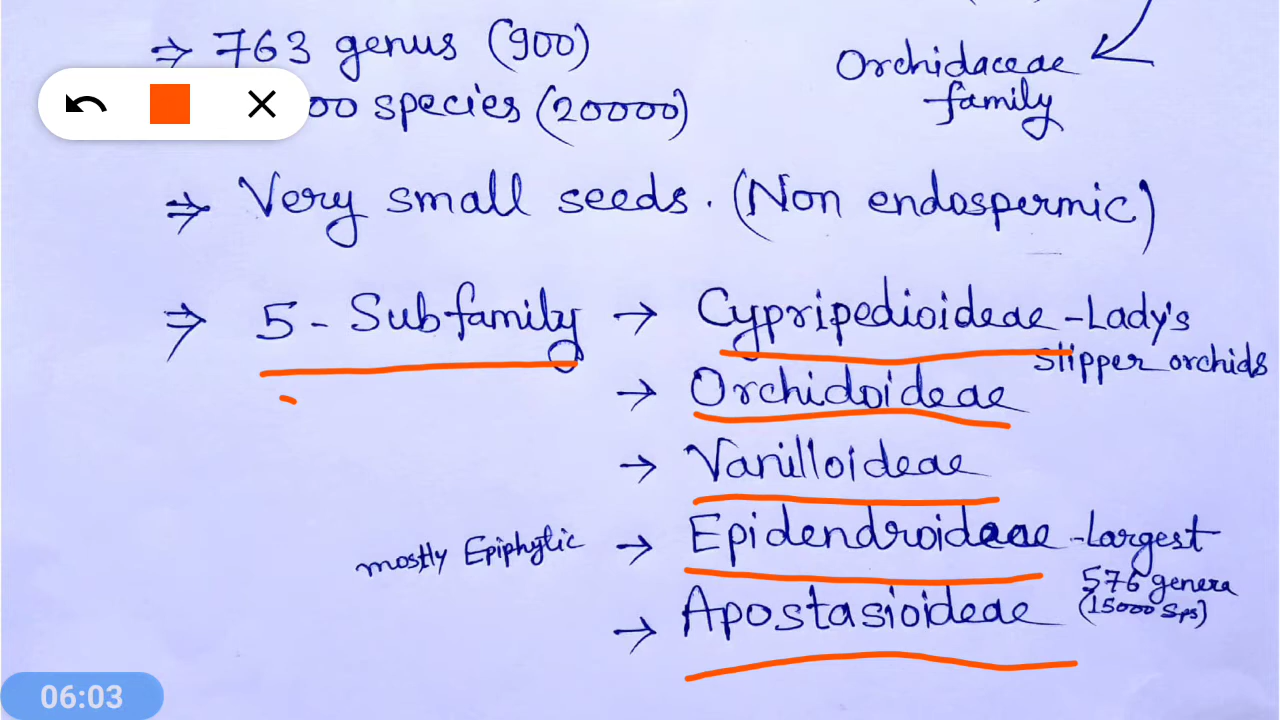 ⇒ 763 genus (900)
Orchidaceae
family
00 species (20000)
⇒ Very small seeds. (Non endospermic)
⇒ 5 - Subfamily → Cypripedioideae - Lady's
slipper orchids
→ Orchidoideae
→ Vanilloideae
mostly Epiphytic → Epidendroideae - Largest
576 genera
(15000 Sps)
→ Apostasioideae
06:03